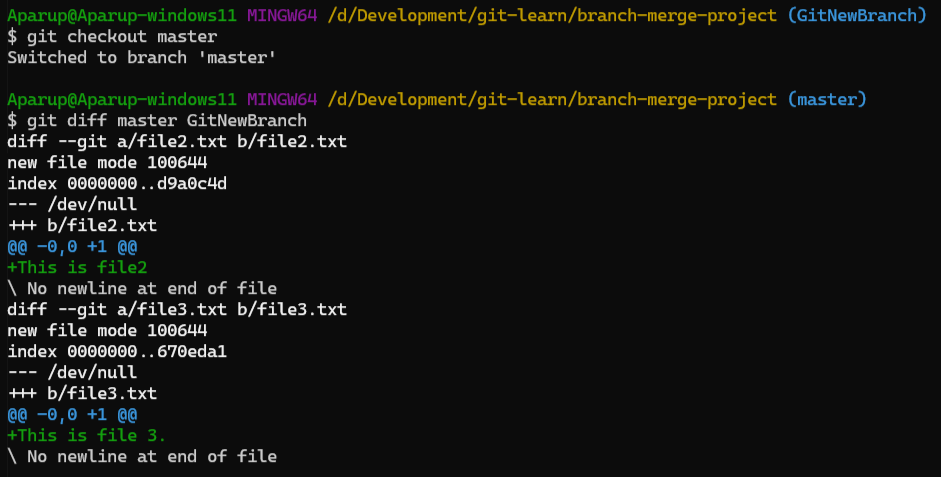 Aparup@Aparup-windows11 MINGW64 /d/Development/git-learn/branch-merge-project (GitNewBranch)
$ git checkout master
Switched to branch 'master'

Aparup@Aparup-windows11 MINGW64 /d/Development/git-learn/branch-merge-project (master)
$ git diff master GitNewBranch
diff --git a/file2.txt b/file2.txt
new file mode 100644
index 0000000..d9a0c4d
--- /dev/null
+++ b/file2.txt
@@ -0,0 +1 @@
+This is file2
\ No newline at end of file
diff --git a/file3.txt b/file3.txt
new file mode 100644
index 0000000..670eda1
--- /dev/null
+++ b/file3.txt
@@ -0,0 +1 @@
+This is file 3.
\ No newline at end of file